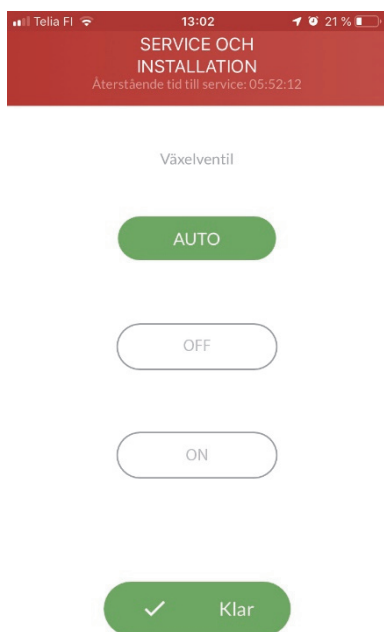 Telia FI 13:02 21 %
SERVICE OCH
INSTALLATION
Återstående tid till service: 05:52:12
Växelventil
AUTO
OFF
ON
Klar